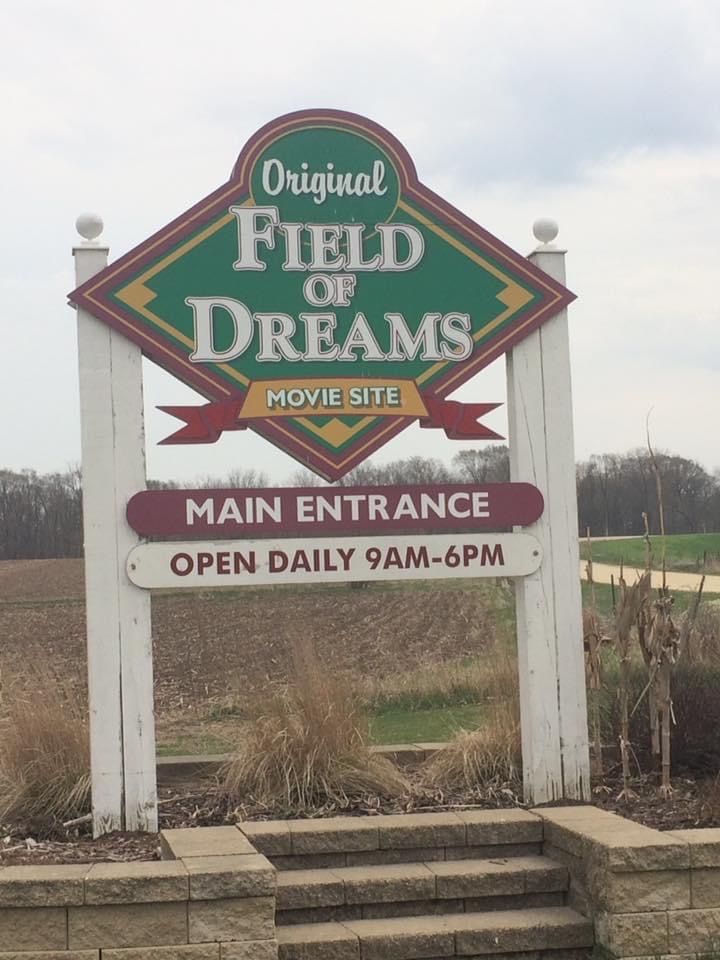 Original
FIELD
OF
DREAMS
MOVIE SITE
MAIN ENTRANCE
OPEN DAILY 9AM-6PM